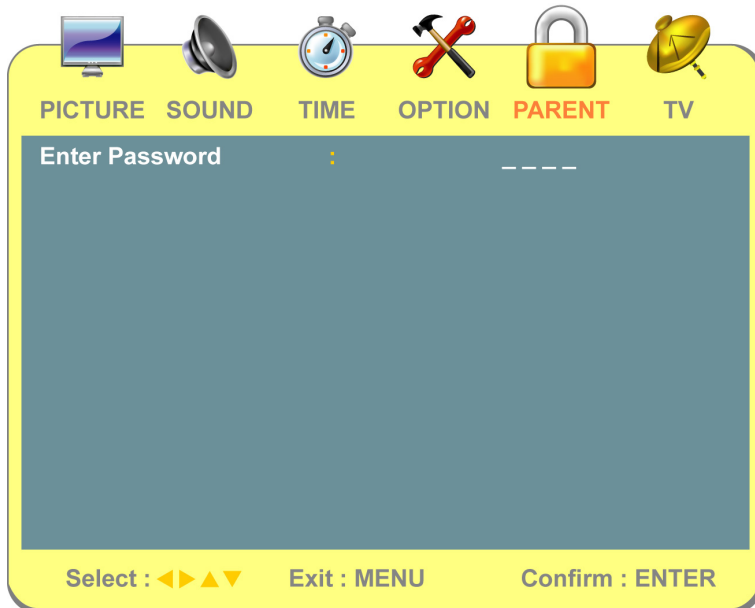 PICTURE SOUND TIME OPTION PARENT TV
Enter Password : _ _ _ _
Select : ◀▶▲▼ Exit : MENU Confirm : ENTER